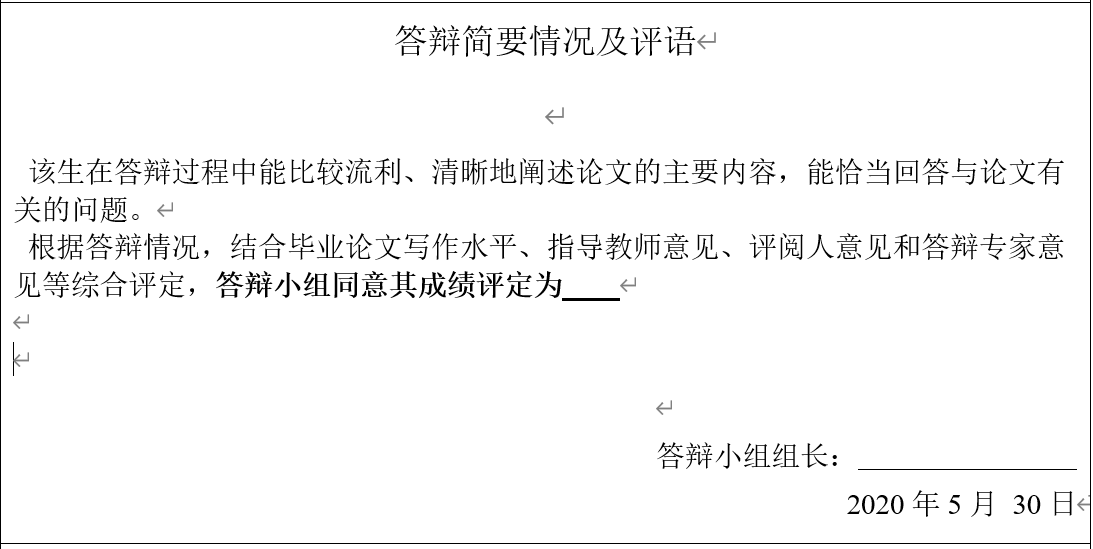 答辩简要情况及评语
该生在答辩过程中能比较流利、清晰地阐述论文的主要内容，能恰当回答与论文有
关的问题。
根据答辩情况，结合毕业论文写作水平、指导教师意见、评阅人意见和答辩专家意
见等综合评定，答辩小组同意其成绩评定为____
答辩小组组长：_______________
2020 年 5 月 30 日